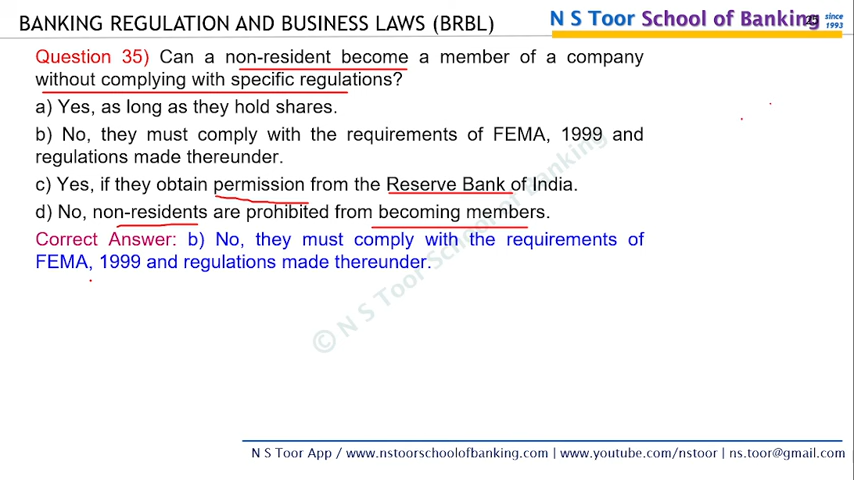 BANKING REGULATION AND BUSINESS LAWS (BRBL)
N S Toor School of Banking since 1993
Question 35) Can a non-resident become a member of a company
without complying with specific regulations?
a) Yes, as long as they hold shares.
b) No, they must comply with the requirements of FEMA, 1999 and
regulations made thereunder.
c) Yes, if they obtain permission from the Reserve Bank of India.
d) No, non-residents are prohibited from becoming members.
Correct Answer: b) No, they must comply with the requirements of
FEMA, 1999 and regulations made thereunder.
© N S Toor School of Banking
N S Toor App / www.nstoorschoolofbanking.com | www.youtube.com/nstoor | ns.toor@gmail.com